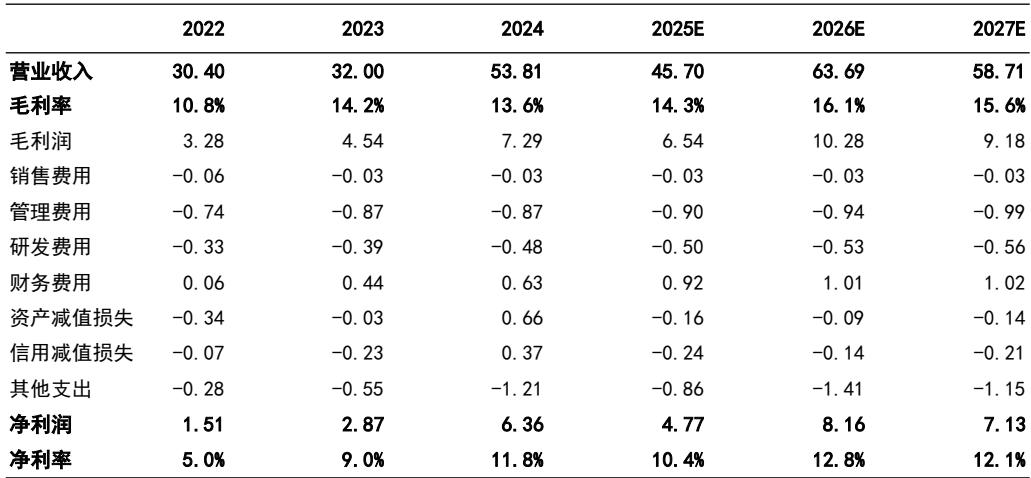 2022 2023 2024 2025E 2026E 2027E
营业收入 30.40 32.00 53.81 45.70 63.69 58.71
毛利率 10.8% 14.2% 13.6% 14.3% 16.1% 15.6%
毛利润 3.28 4.54 7.29 6.54 10.28 9.18
销售费用 -0.06 -0.03 -0.03 -0.03 -0.03 -0.03
管理费用 -0.74 -0.87 -0.87 -0.90 -0.94 -0.99
研发费用 -0.33 -0.39 -0.48 -0.50 -0.53 -0.56
财务费用 0.06 0.44 0.63 0.92 1.01 1.02
资产减值损失 -0.34 -0.03 0.66 -0.16 -0.09 -0.14
信用减值损失 -0.07 -0.23 0.37 -0.24 -0.14 -0.21
其他支出 -0.28 -0.55 -1.21 -0.86 -1.41 -1.15
净利润 1.51 2.87 6.36 4.77 8.16 7.13
净利率 5.0% 9.0% 11.8% 10.4% 12.8% 12.1%